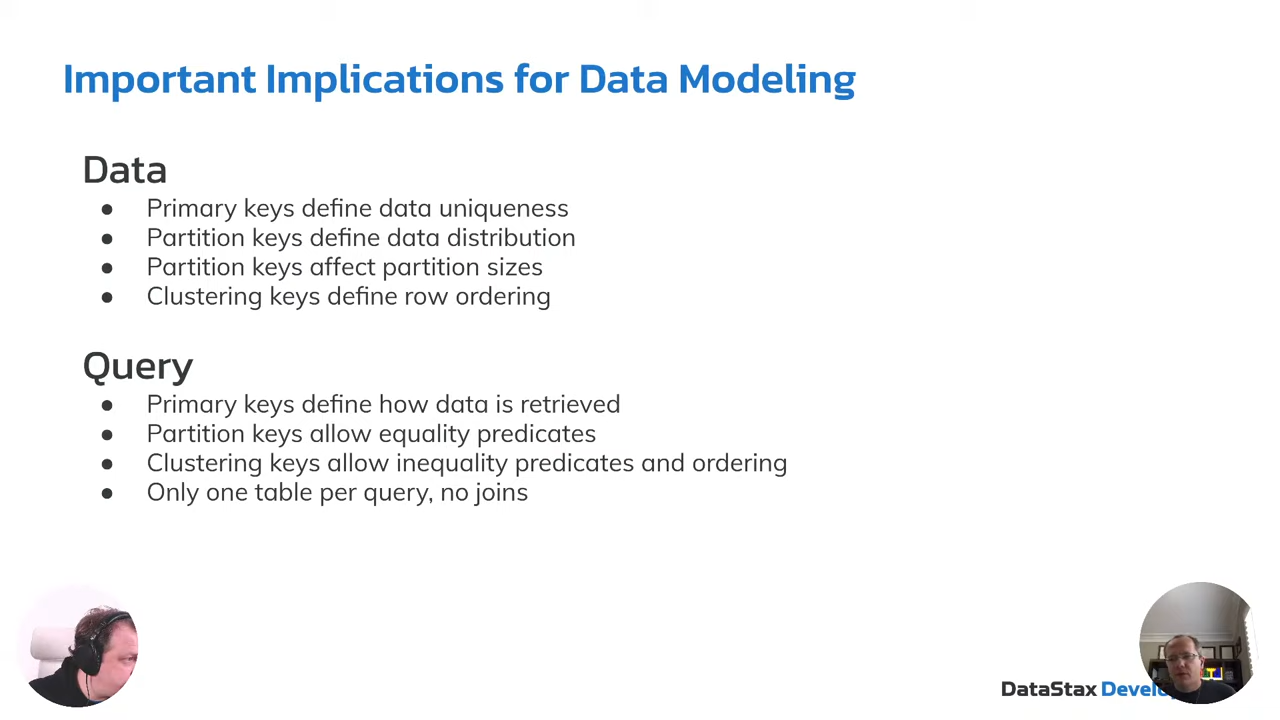 Important Implications for Data Modeling
Data
● Primary keys define data uniqueness
● Partition keys define data distribution
● Partition keys affect partition sizes
● Clustering keys define row ordering
Query
● Primary keys define how data is retrieved
● Partition keys allow equality predicates
● Clustering keys allow inequality predicates and ordering
● Only one table per query, no joins
DataStax Develop